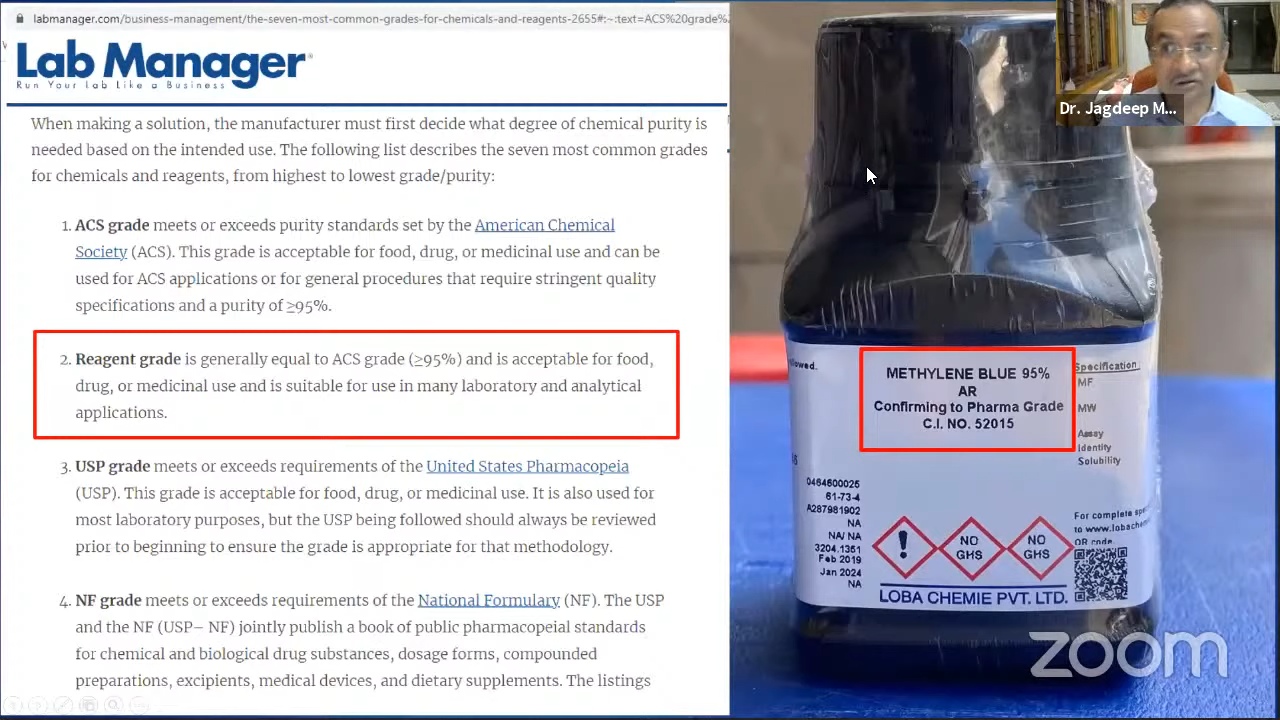 labmanager.com/business-management/the-seven-most-common-grades-for-chemicals-and-reagents-2655#:~:text=ACS%20grade%2
Lab Manager®
Run Your Lab Like a Business
When making a solution, the manufacturer must first decide what degree of chemical purity is
needed based on the intended use. The following list describes the seven most common grades
for chemicals and reagents, from highest to lowest grade/purity:
1. ACS grade meets or exceeds purity standards set by the American Chemical
Society (ACS). This grade is acceptable for food, drug, or medicinal use and can be
used for ACS applications or for general procedures that require stringent quality
specifications and a purity of ≥95%.
2. Reagent grade is generally equal to ACS grade (≥95%) and is acceptable for food,
drug, or medicinal use and is suitable for use in many laboratory and analytical
applications.
3. USP grade meets or exceeds requirements of the United States Pharmacopeia
(USP). This grade is acceptable for food, drug, or medicinal use. It is also used for
most laboratory purposes, but the USP being followed should always be reviewed
prior to beginning to ensure the grade is appropriate for that methodology.
4. NF grade meets or exceeds requirements of the National Formulary (NF). The USP
and the NF (USP– NF) jointly publish a book of public pharmacopeial standards
for chemical and biological drug substances, dosage forms, compounded
preparations, excipients, medical devices, and dietary supplements. The listings
Dr. Jagdeep M...
METHYLENE BLUE 95%
AR
Confirming to Pharma Grade
C.I. NO. 52015
Specification
MF
MW
Assay
Identity
Solubility
0464600025
61-73-4
A287981902
NA
NA/ NA
3204.1351
Feb 2019
Jan 2024
NA
NO
GHS
NO
GHS
For complete
to www.lobachem
QR code.
LOBA CHEMIE PVT. LTD.
zoom